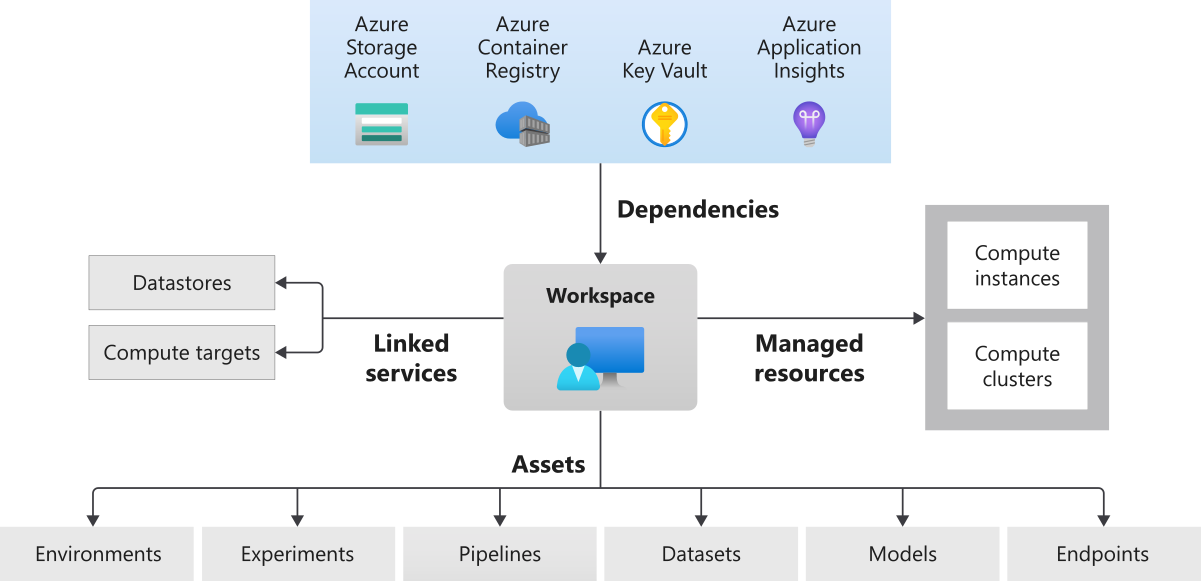 Azure
Storage
Account
Azure
Container
Registry
Azure
Key Vault
Azure
Application
Insights
Dependencies
Datastores
Compute targets
Linked
services
Workspace
Managed
resources
Compute
instances
Compute
clusters
Assets
Environments
Experiments
Pipelines
Datasets
Models
Endpoints